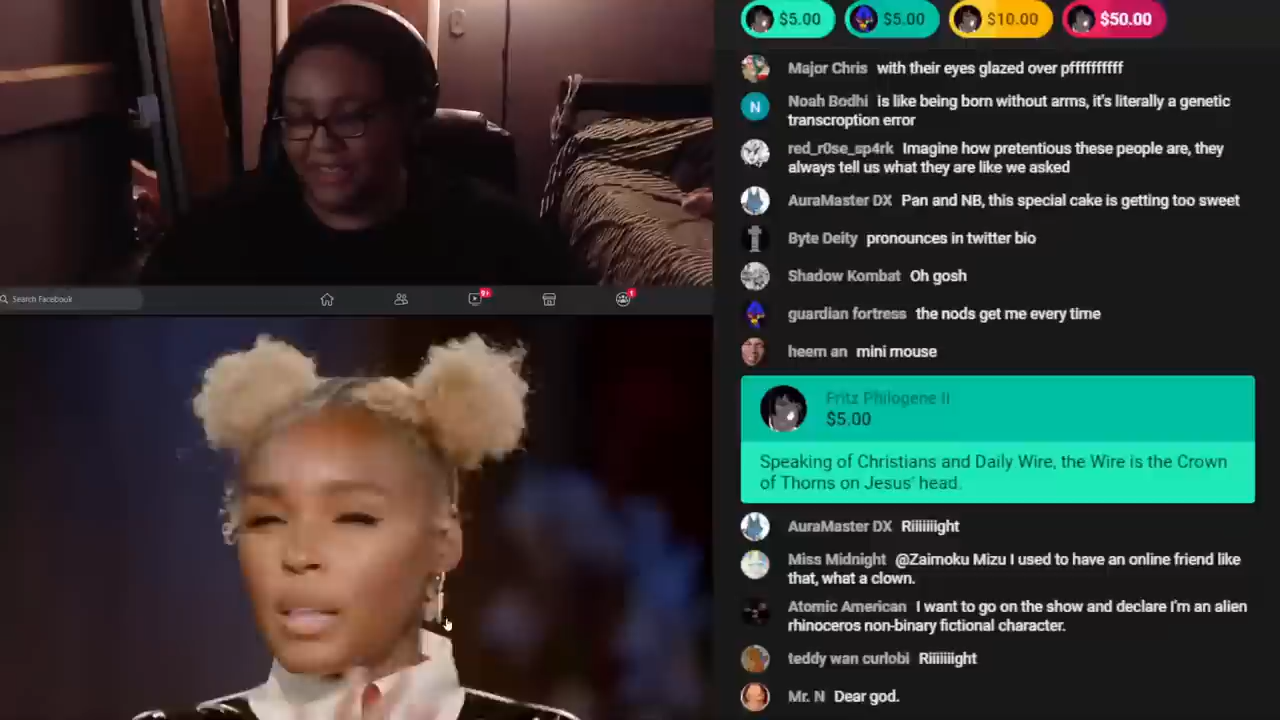 $5.00
$5.00
$10.00
$50.00
Major Chris with their eyes glazed over pffffffffff
N
Noah Bodhi is like being born without arms, it's literally a genetic
transcroption error
red_r0se_sp4rk Imagine how pretentious these people are, they
always tell us what they are like we asked
AuraMaster DX Pan and NB, this special cake is getting too sweet
Byte Deity pronounces in twitter bio
Shadow Kombat Oh gosh
guardian fortress the nods get me every time
heem an mini mouse
Fritz Philogene II
$5.00
Speaking of Christians and Daily Wire, the Wire is the Crown
of Thorns on Jesus' head.
AuraMaster DX Riiiiiiight
Miss Midnight @Zaimoku Mizu I used to have an online friend like
that, what a clown.
Atomic American I want to go on the show and declare I'm an alien
rhinoceros non-binary fictional character.
teddy wan curlobi Riiiiiiight
Mr. N Dear god.
Search Facebook
9+
1